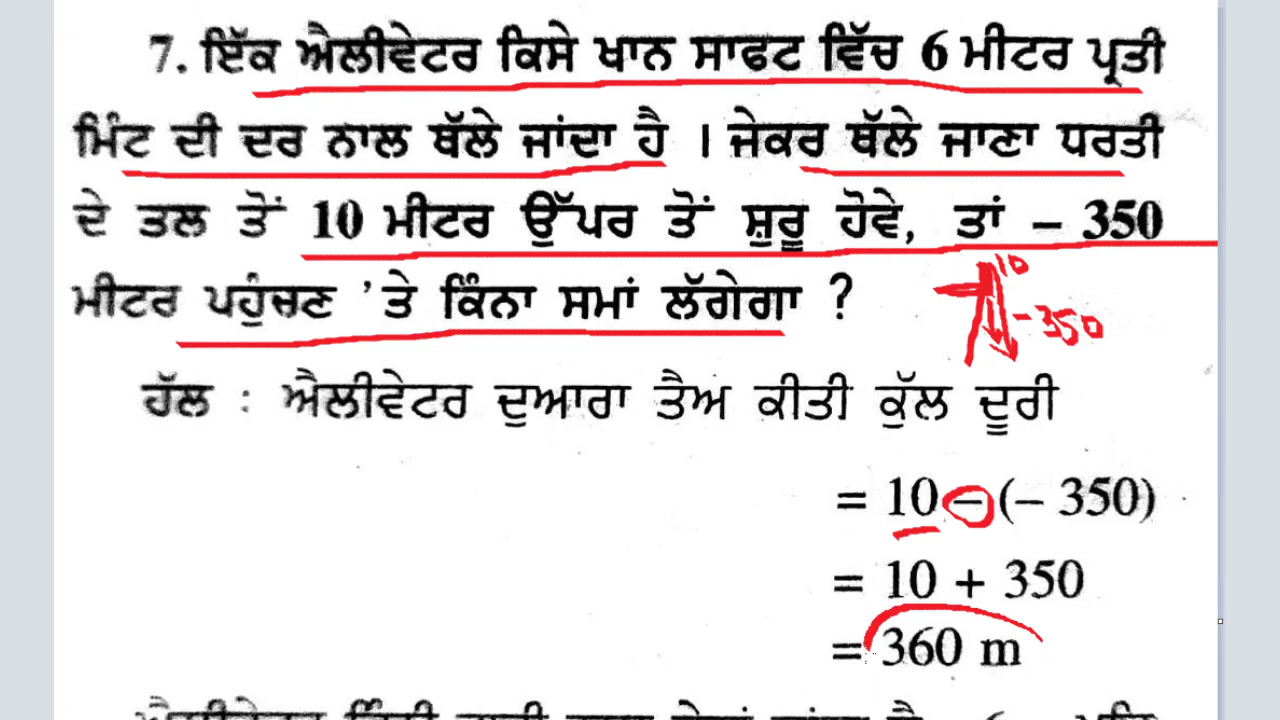 7. ਇੱਕ ਐਲੀਵੇਟਰ ਕਿਸੇ ਖਾਨ ਸਾਫਟ ਵਿੱਚ 6 ਮੀਟਰ ਪ੍ਰਤੀ
ਮਿੰਟ ਦੀ ਦਰ ਨਾਲ ਥੱਲੇ ਜਾਂਦਾ ਹੈ । ਜੇਕਰ ਥੱਲੇ ਜਾਣਾ ਧਰਤੀ
ਦੇ ਤਲ ਤੋਂ 10 ਮੀਟਰ ਉੱਪਰ ਤੋਂ ਸ਼ੁਰੂ ਹੋਵੇ, ਤਾਂ – 350
ਮੀਟਰ ਪਹੁੰਚਣ ’ਤੇ ਕਿੰਨਾ ਸਮਾਂ ਲੱਗੇਗਾ ?
10
-350
ਹੱਲ : ਐਲੀਵੇਟਰ ਦੁਆਰਾ ਤੈਅ ਕੀਤੀ ਕੁੱਲ ਦੂਰੀ
= 10 – (– 350)
= 10 + 350
= 360 m